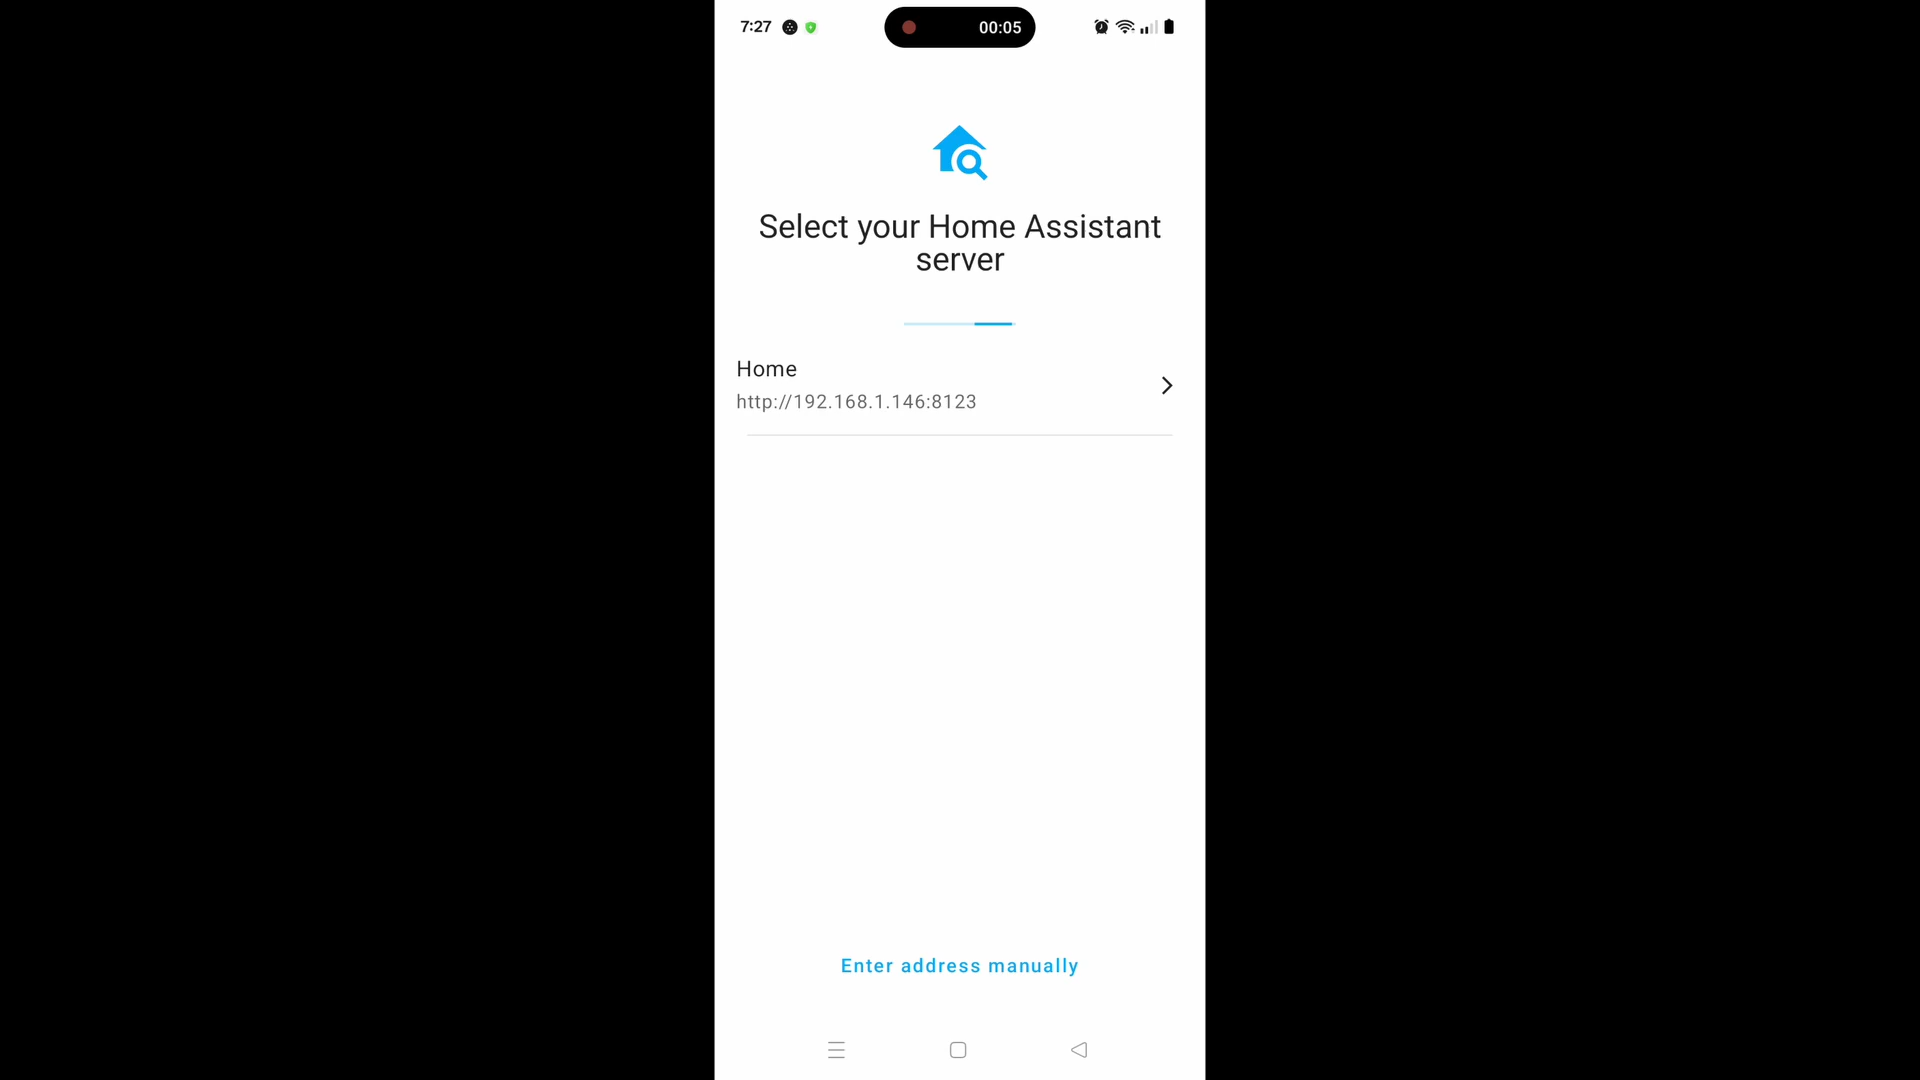 7:27
00:05
Select your Home Assistant
server
Home
http://192.168.1.146:8123
Enter address manually